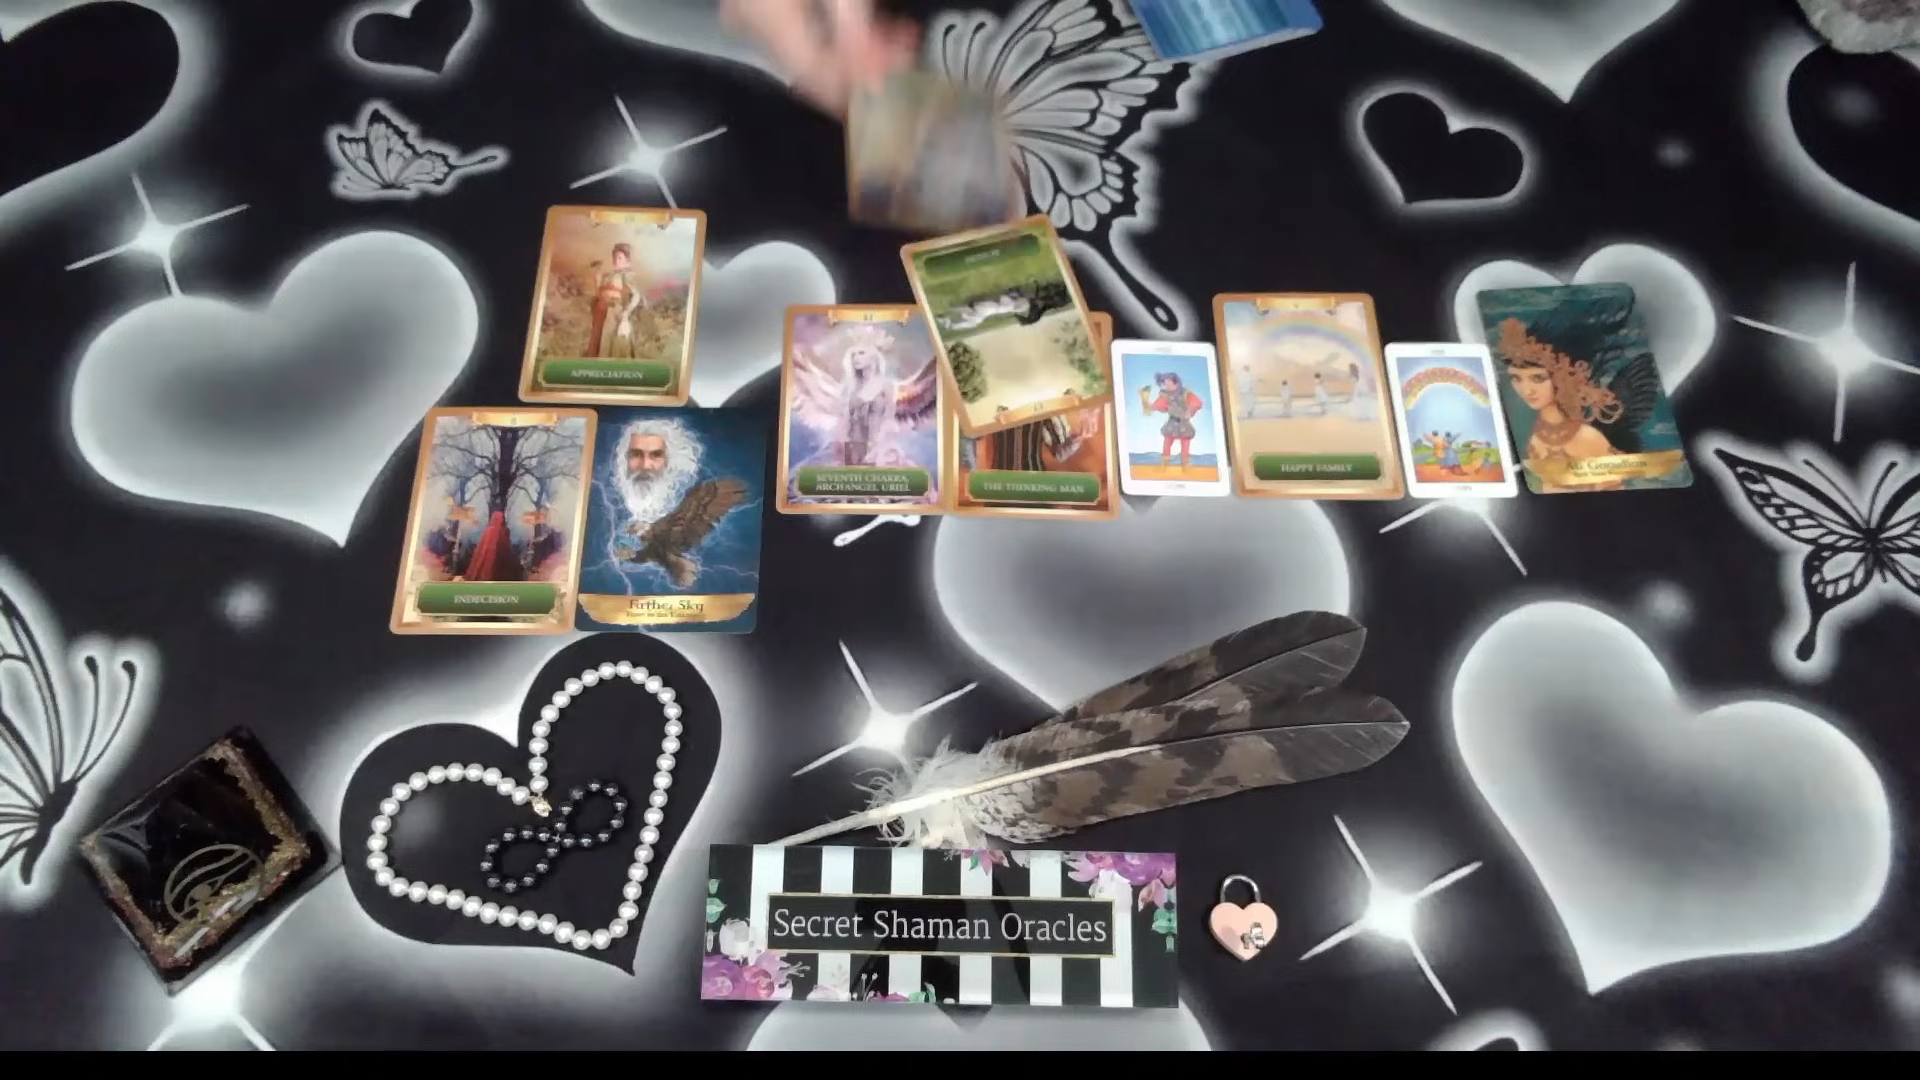 APPRECIATION
SEVENTH CHAKRA,
ARCHANGEL URIEL
THE THINKING MAN
HAPPY FAMILY
INDECISION
Father Sky
Secret Shaman Oracles